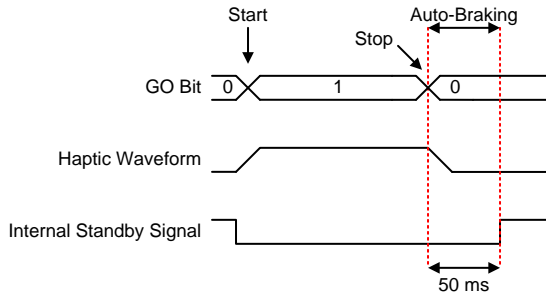 Start
Auto-Braking
Stop
GO Bit
0
1
0
Haptic Waveform
Internal Standby Signal
50 ms